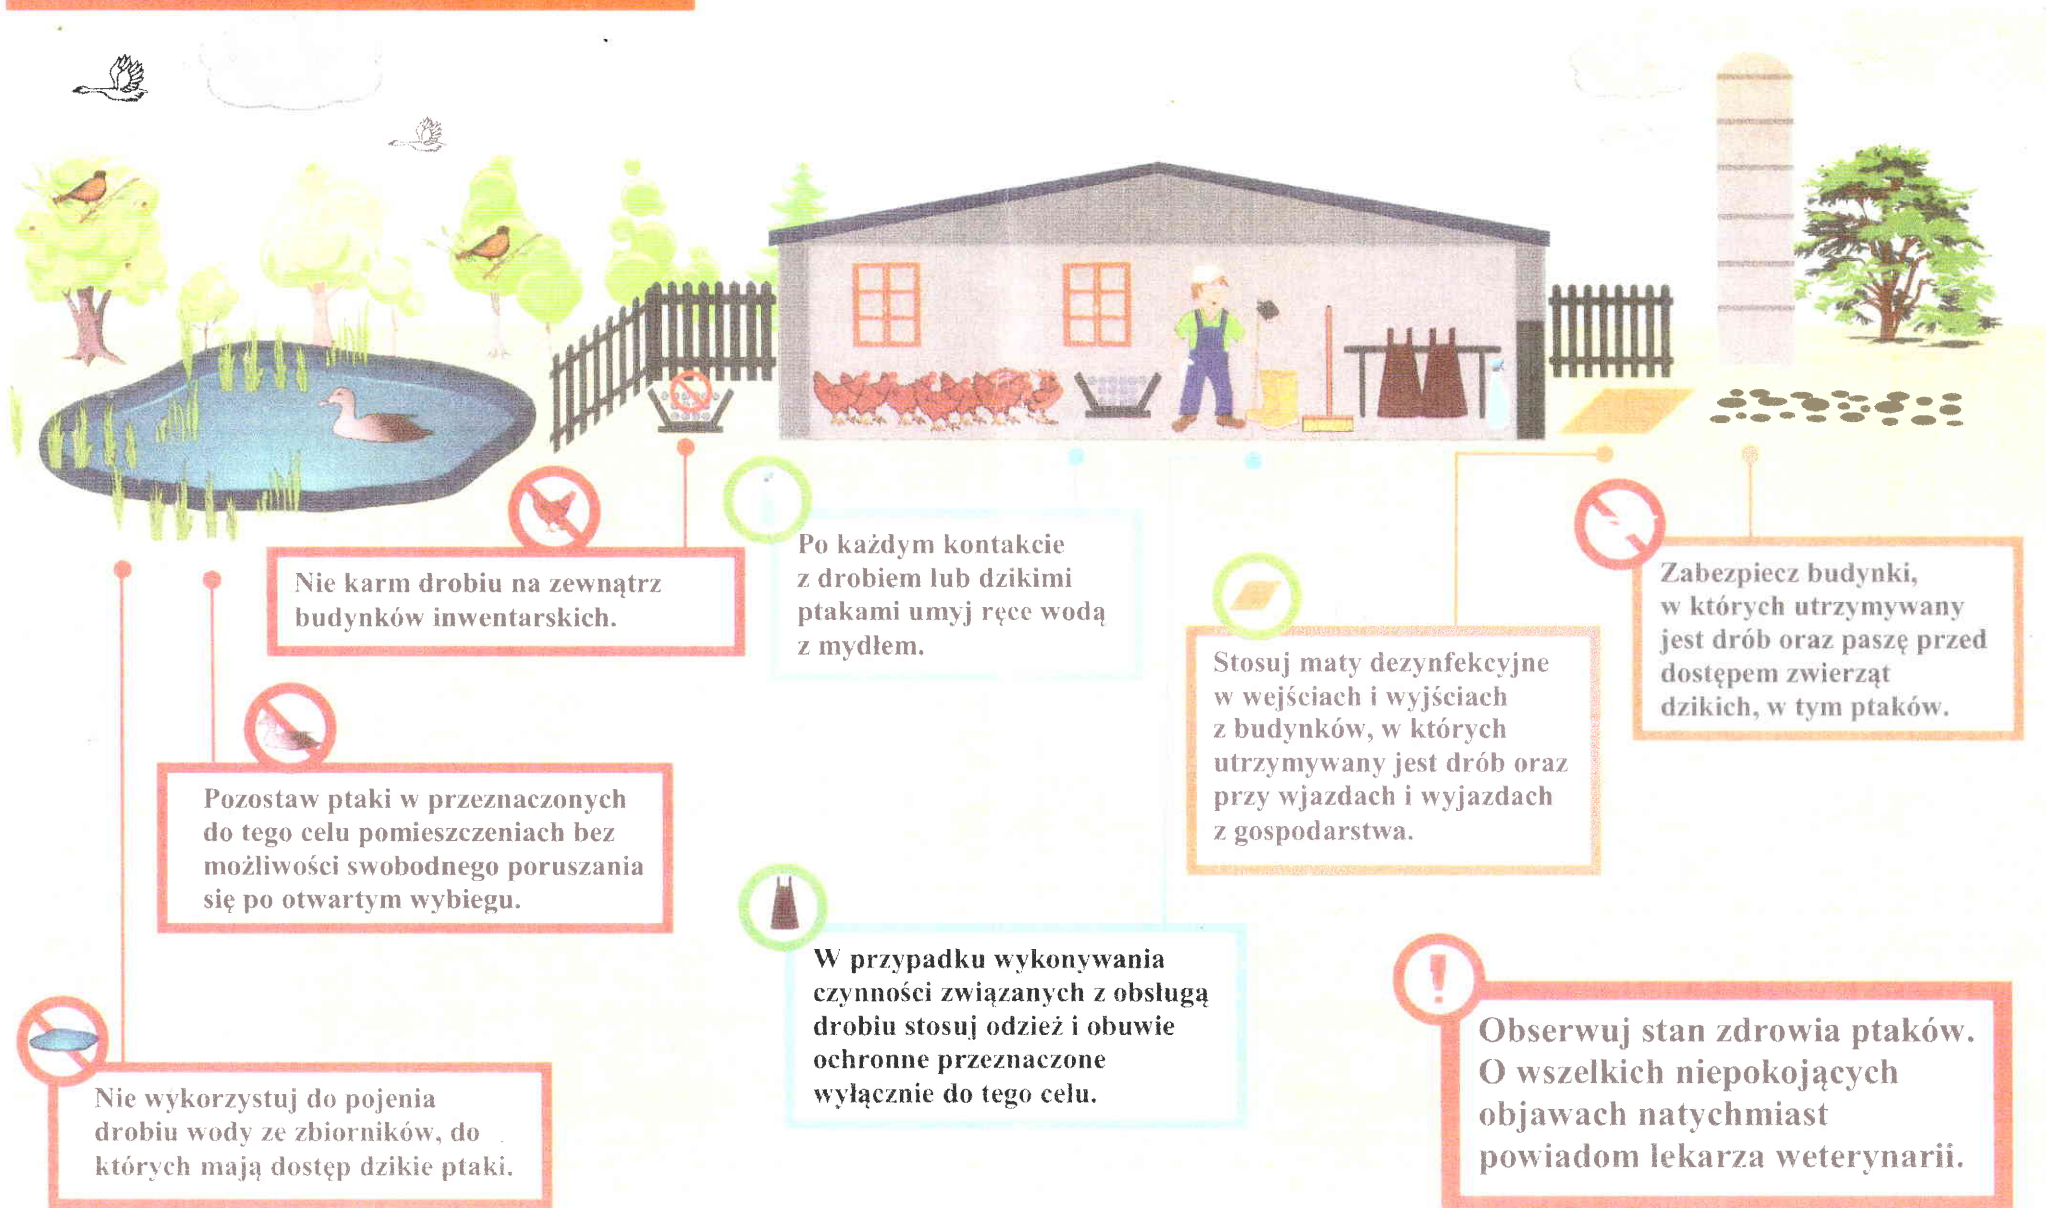 Nie karm drobiu na zewnątrz
budynków inwentarskich.
Po każdym kontakcie
z drobiem lub dzikimi
ptakami umyj ręce wodą
z mydłem.
Zabezpiecz budynki,
w których utrzymywany
jest drób oraz paszę przed
dostępem zwierząt
dzikich, w tym ptaków.
Stosuj maty dezynfekcyjne
w wejściach i wyjściach
z budynków, w których
utrzymywany jest drób oraz
przy wjazdach i wyjazdach
z gospodarstwa.
Pozostaw ptaki w przeznaczonych
do tego celu pomieszczeniach bez
możliwości swobodnego poruszania
się po otwartym wybiegu.
W przypadku wykonywania
czynności związanych z obsługą
drobiu stosuj odzież i obuwie
ochronne przeznaczone
wyłącznie do tego celu.
Nie wykorzystuj do pojenia
drobiu wody ze zbiorników, do
których mają dostęp dzikie ptaki.
Obserwuj stan zdrowia ptaków.
O wszelkich niepokojących
objawach natychmiast
powiadom lekarza weterynarii.